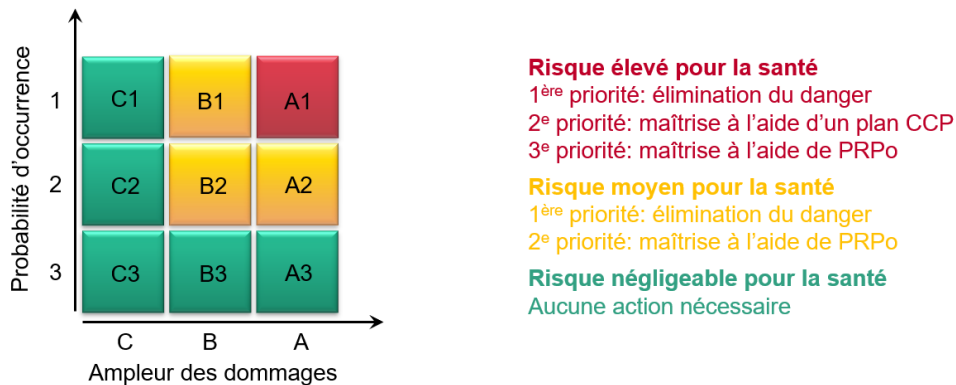 Probabilité d'occurrence
1
C1
B1
A1
2
C2
B2
A2
3
C3
B3
A3
C
B
A
Ampleur des dommages
Risque élevé pour la santé
1ère priorité: élimination du danger
2e priorité: maîtrise à l'aide d'un plan CCP
3e priorité: maîtrise à l'aide de PRPo
Risque moyen pour la santé
1ère priorité: élimination du danger
2e priorité: maîtrise à l'aide de PRPo
Risque négligeable pour la santé
Aucune action nécessaire